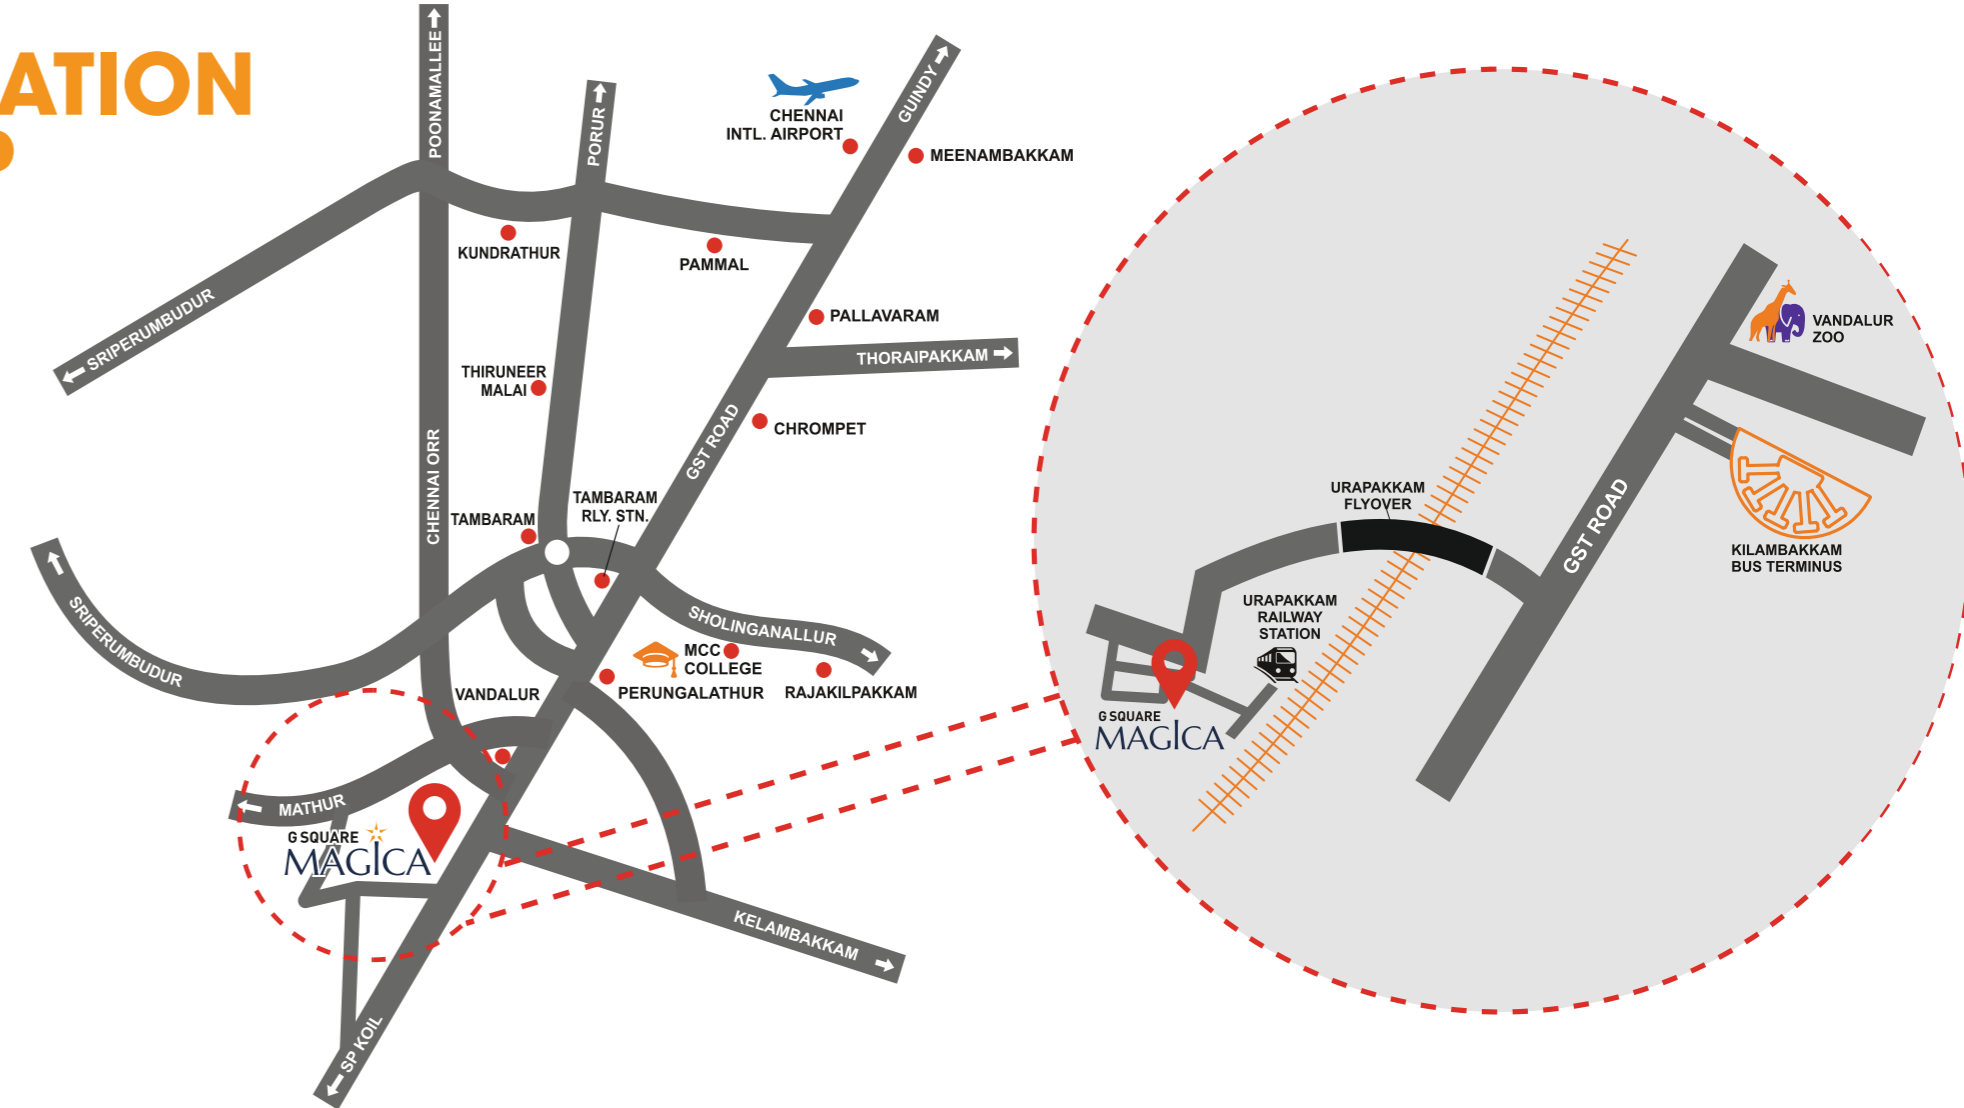 ATION
POONAMALLEE
PORUR
GUINDY
CHENNAI
INTL. AIRPORT
MEENAMBAKKAM
KUNDRATHUR
PAMMAL
SRIPERUMBUDUR
PALLAVARAM
THORAIPAKKAM
THIRUNEER
MALAI
CHROMPET
GST ROAD
CHENNAI ORR
TAMBARAM
RLY. STN.
TAMBARAM
SHOLINGANALLUR
SRIPERUMBUDUR
MCC
COLLEGE
PERUNGALATHUR
RAJAKILPAKKAM
VANDALUR
MATHUR
G SQUARE
MAGICA
KELAMBAKKAM
SP KOIL
VANDALUR
ZOO
URAPAKKAM
FLYOVER
GST ROAD
KILAMBAKKAM
BUS TERMINUS
URAPAKKAM
RAILWAY
STATION
G SQUARE
MAGICA